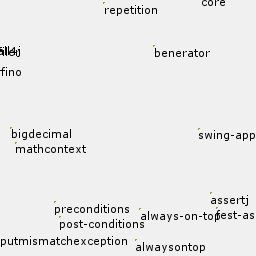 core
repetition
benerator
fino
bigdecimal
swing-app
mathcontext
assertj
preconditions
always-on-top
fest-as
post-conditions
putmismatchexception
alwaysontop